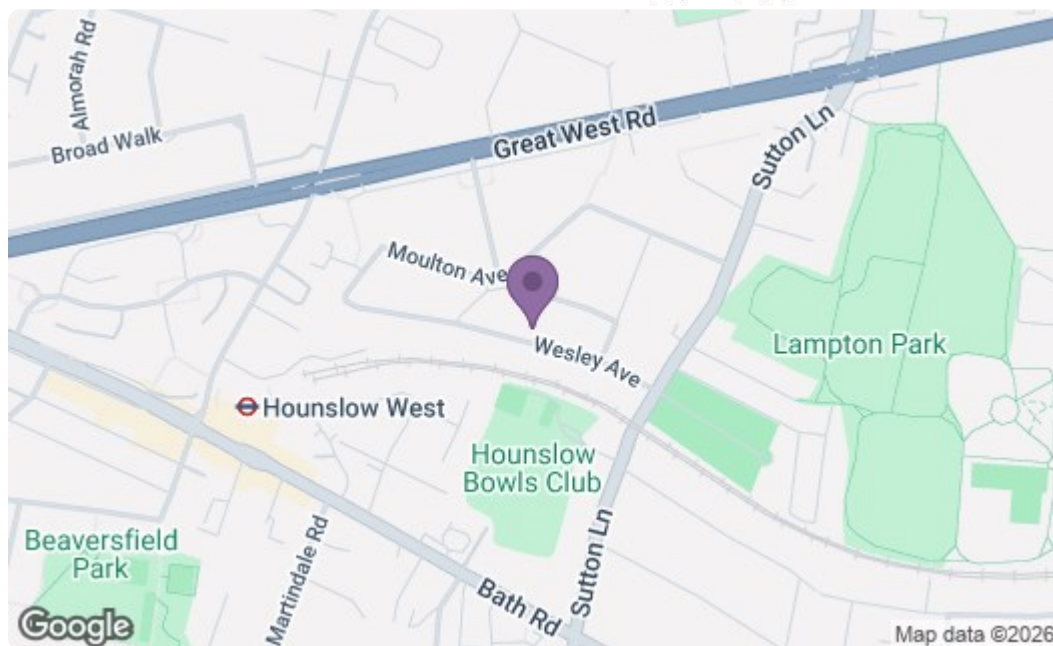 Almorah Rd
Broad Walk
Great West Rd
Sutton Ln
Moulton Ave
Wesley Ave
Lampton Park
Hounslow West
Hounslow
Bowls Club
Beaversfield
Park
Martindale Rd
Bath Rd
Sutton Ln
Google
Map data ©2026